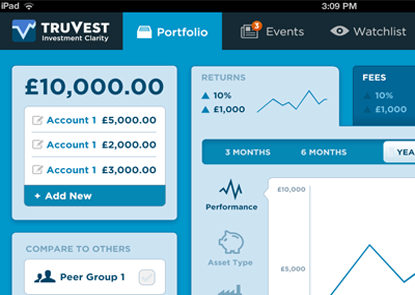 iPad 3:09 PM
TRUVEST
Investment Clarity
Portfolio
3
Events
Watchlist
£10,000.00
Account 1 £5,000.00
Account 1 £2,000.00
Account 1 £3,000.00
+ Add New
COMPARE TO OTHERS
Peer Group 1
RETURNS
10%
£1,000
FEES
10%
£1,000
3 MONTHS 6 MONTHS YEA
Performance
Asset Type
£10,000
£5,000